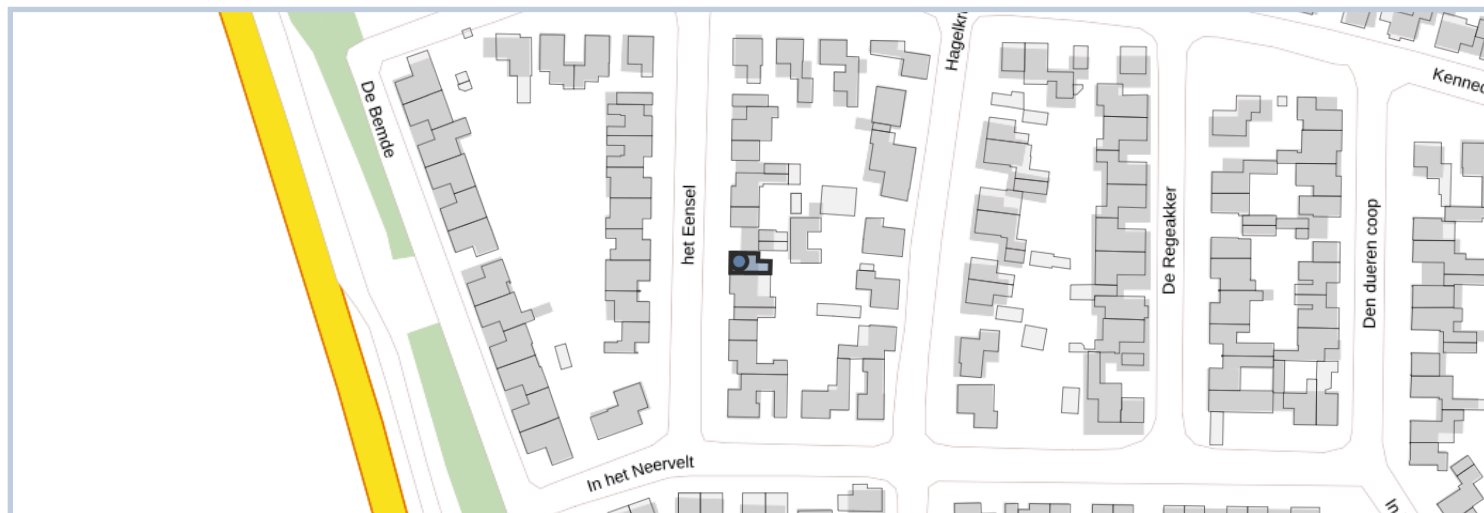 De Bemde
het Eensel
In het Neervelt
De Regeakker
Den dueren coop